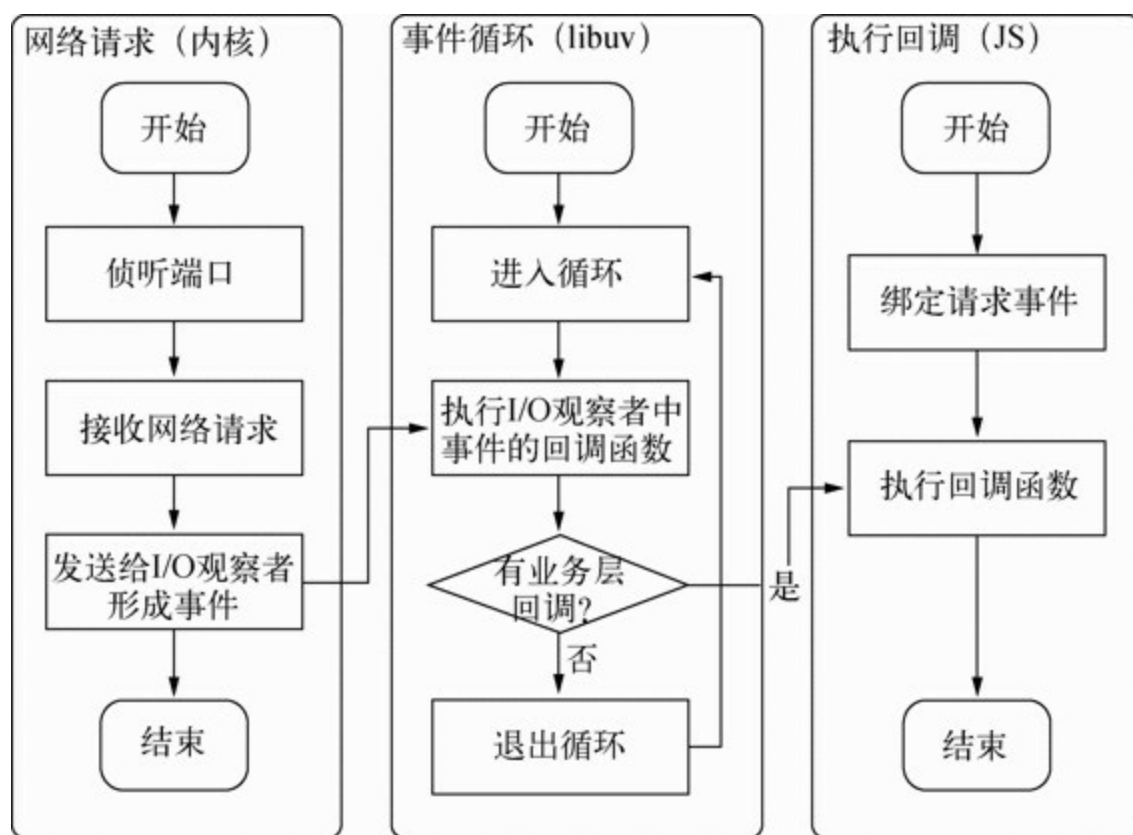 网络请求（内核）
开始
侦听端口
接收网络请求
发送给I/O观察者
形成事件
结束
事件循环（libuv）
开始
进入循环
执行I/O观察者中
事件的回调函数
有业务层
回调?
是
否
退出循环
执行回调（JS）
开始
绑定请求事件
执行回调函数
结束